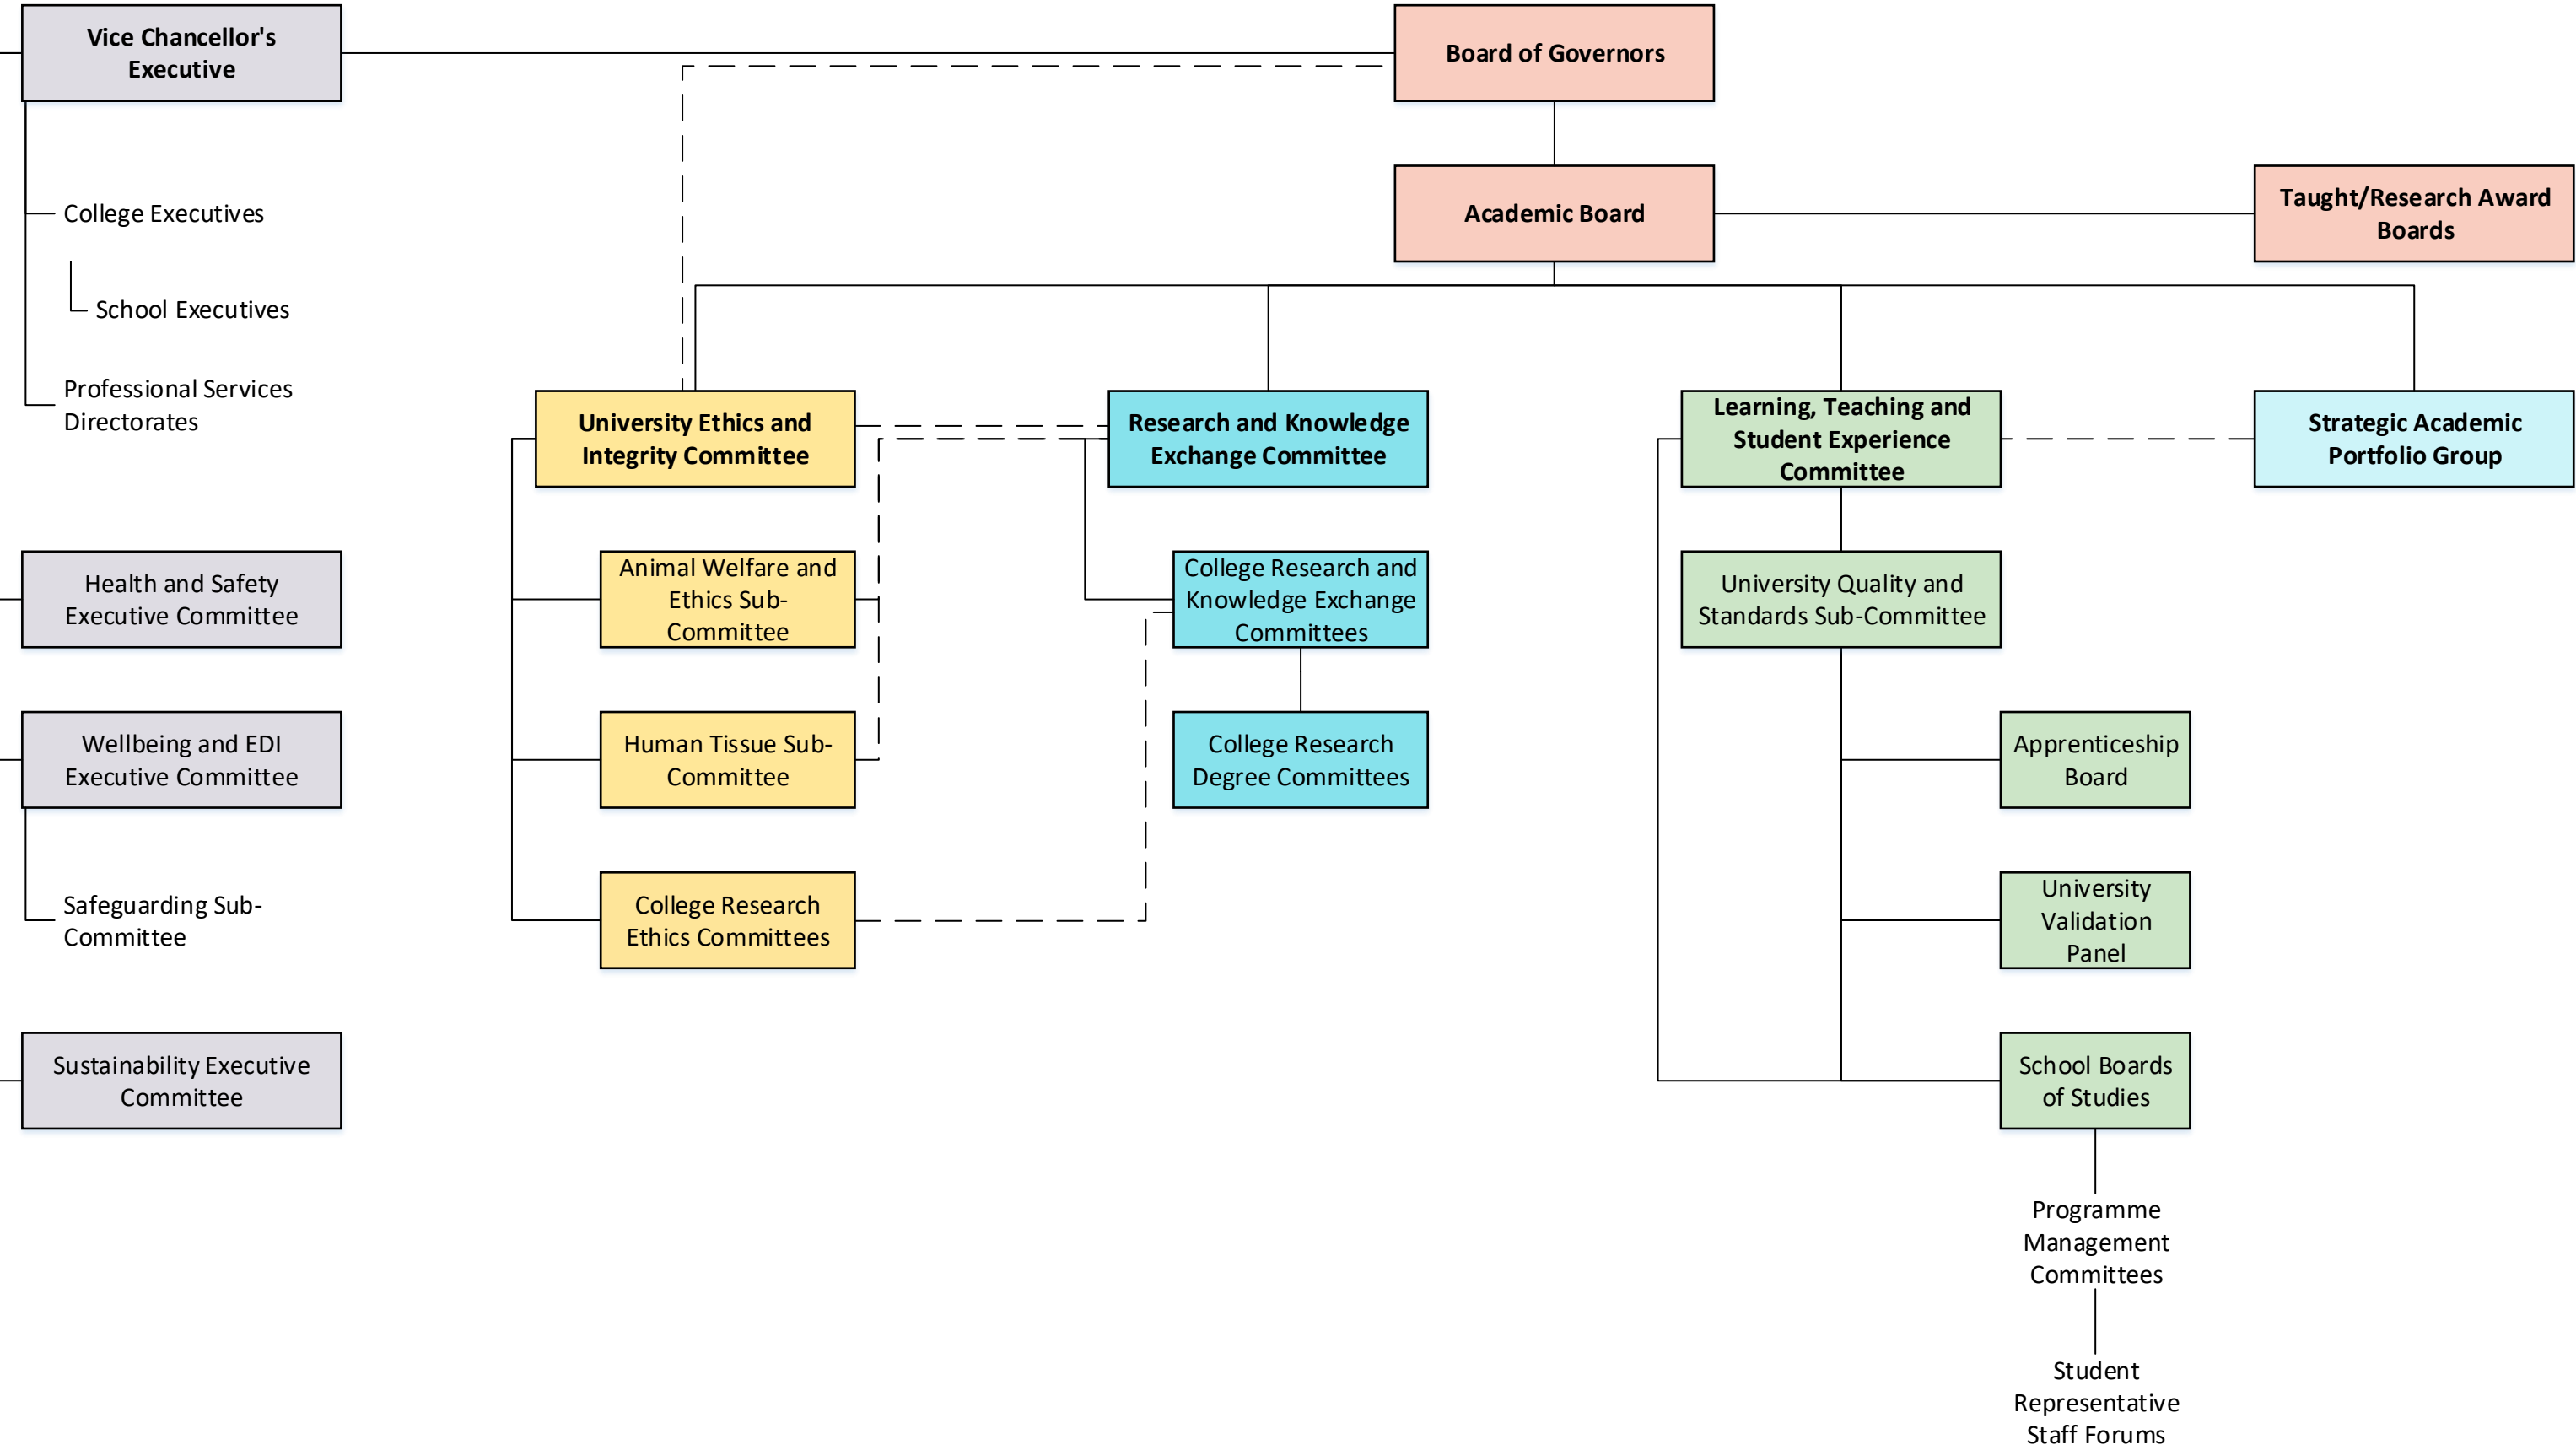 Vice Chancellor's
Executive
Board of Governors
College Executives
School Executives
Professional Services
Directorates
Academic Board
Taught/Research Award
Boards
University Ethics and
Integrity Committee
Research and Knowledge
Exchange Committee
Learning, Teaching and
Student Experience
Committee
Strategic Academic
Portfolio Group
Health and Safety
Executive Committee
Animal Welfare and
Ethics Sub-
Committee
College Research and
Knowledge Exchange
Committees
University Quality and
Standards Sub-Committee
Wellbeing and EDI
Executive Committee
Human Tissue Sub-
Committee
College Research
Degree Committees
Apprenticeship
Board
Safeguarding Sub-
Committee
College Research
Ethics Committees
University
Validation
Panel
Sustainability Executive
Committee
School Boards
of Studies
Programme
Management
Committees
Student
Representative
Staff Forums